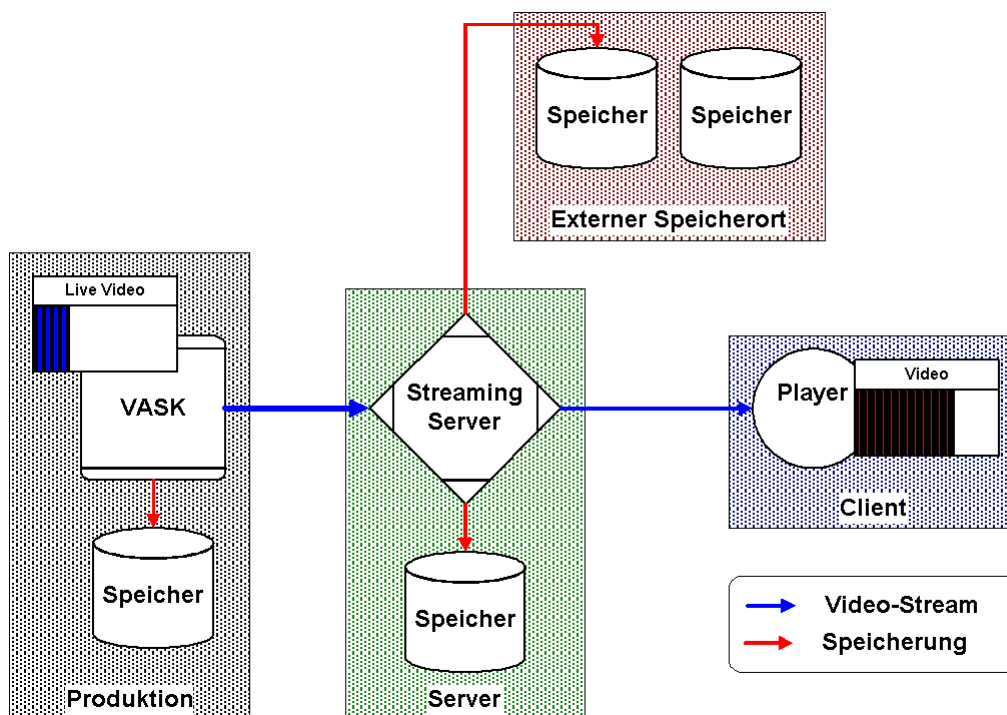 Speicher
Speicher
Externer Speicherort
Live Video
VASK
Speicher
Produktion
Streaming
Server
Speicher
Server
Player
Video
Client
Video-Stream
Speicherung